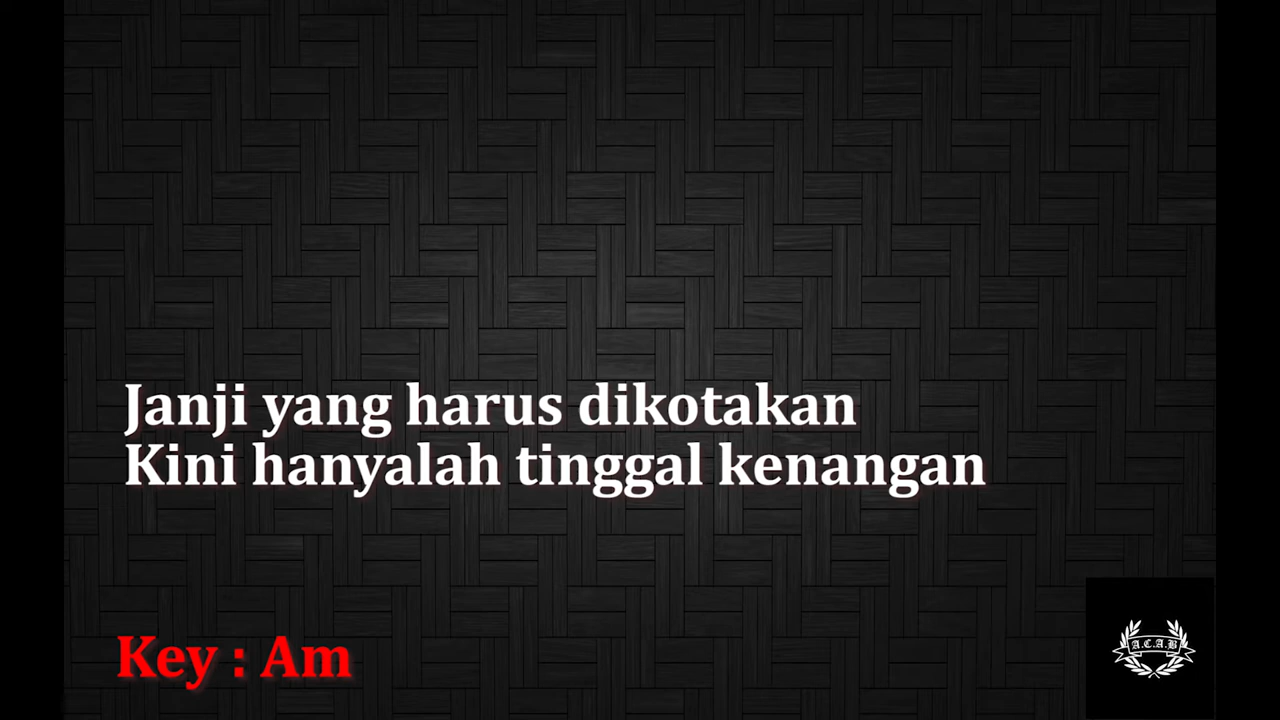 Janji yang harus dikotakan
Kini hanyalah tinggal kenangan
Key : Am
A.C.A.B